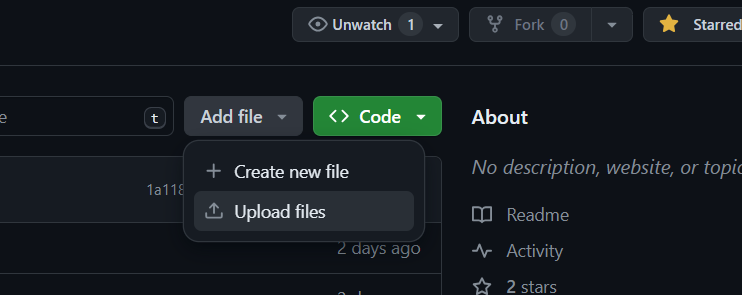 Unwatch 1
Fork 0
Starred
e
t
Add file
Code
About
Create new file
Upload files
No description, website, or topic
1a118
Readme
2 days ago
Activity
2 stars